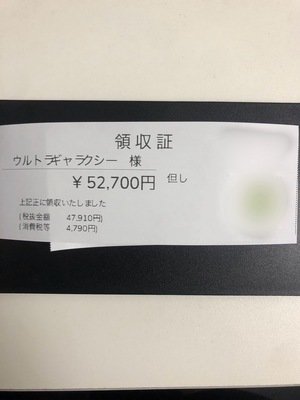 領収証
ウルトラギャラクシー 様
￥52,700円 但し
上記正に領収いたしました
(税抜金額 47,910円)
(消費税等 4,790円)